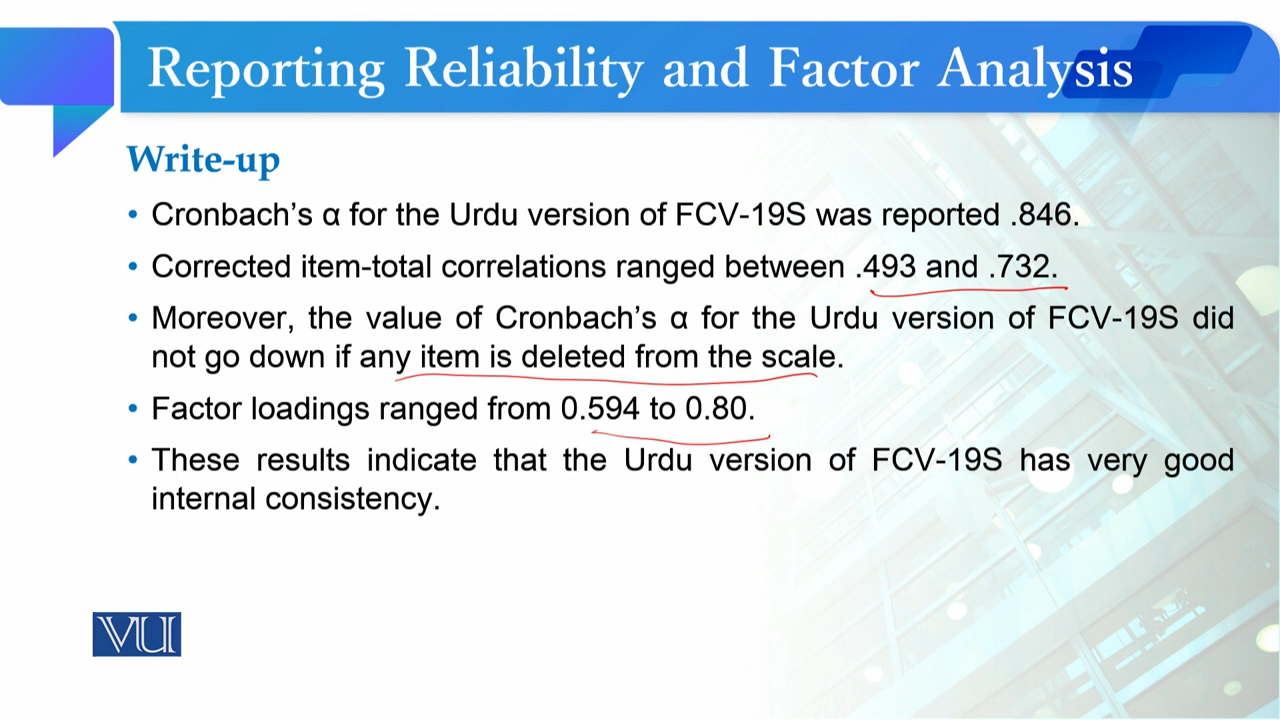 Reporting Reliability and Factor Analysis
Write-up
• Cronbach’s α for the Urdu version of FCV-19S was reported .846.
• Corrected item-total correlations ranged between .493 and .732.
• Moreover, the value of Cronbach’s α for the Urdu version of FCV-19S did
not go down if any item is deleted from the scale.
• Factor loadings ranged from 0.594 to 0.80.
• These results indicate that the Urdu version of FCV-19S has very good
internal consistency.
VU